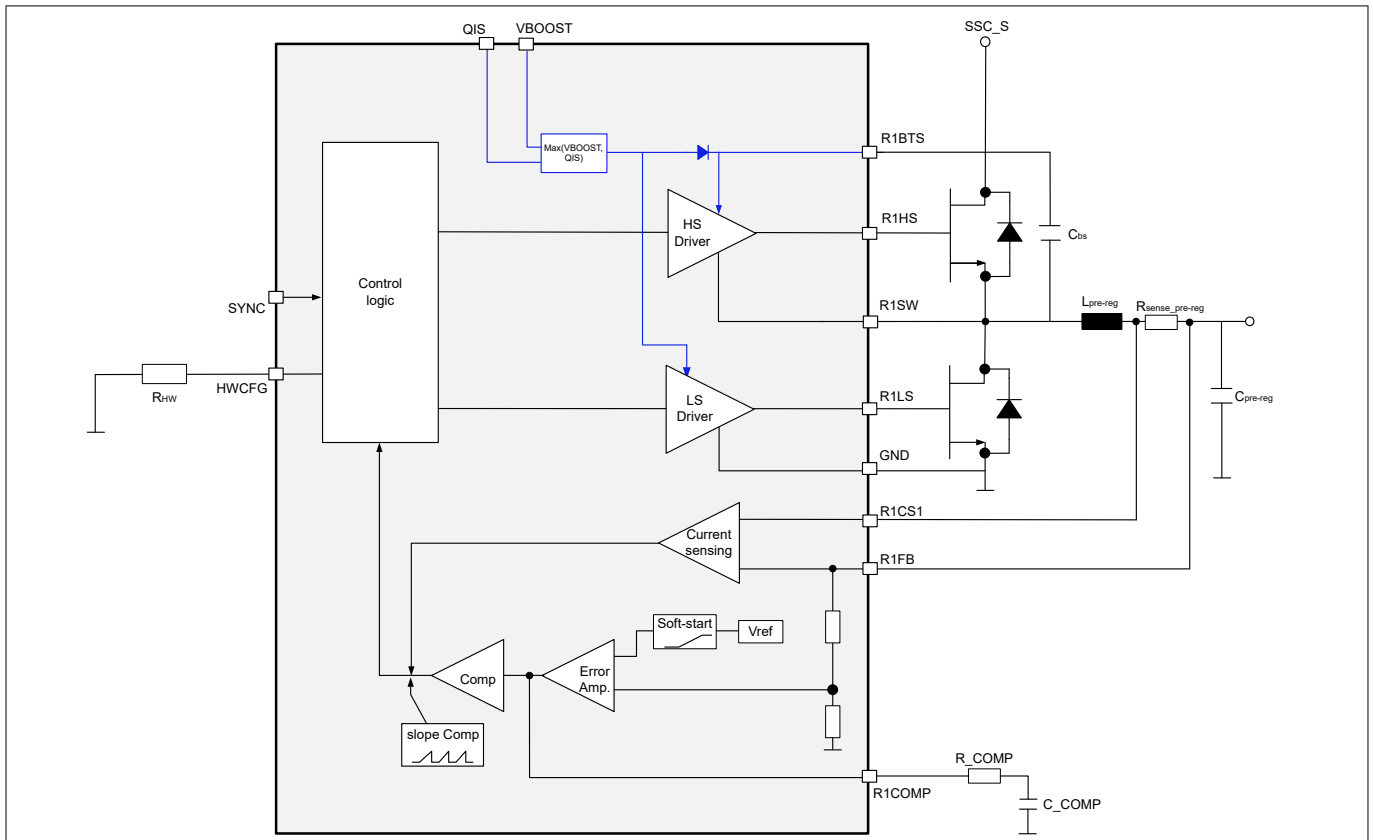 QIS
VBOOST
SSC_S
R1BTS
Max(VBOOST,
QIS)
HS
Driver
R1HS
Cbs
Control
logic
SYNC
R1SW
Lpre-reg
Rsense_pre-reg
HWCFG
RHW
LS
Driver
R1LS
Cpre-reg
GND
R1CS1
Current
sensing
R1FB
Soft-start
Vref
Error
Amp.
Comp
slope Comp
R_COMP
R1COMP
C_COMP